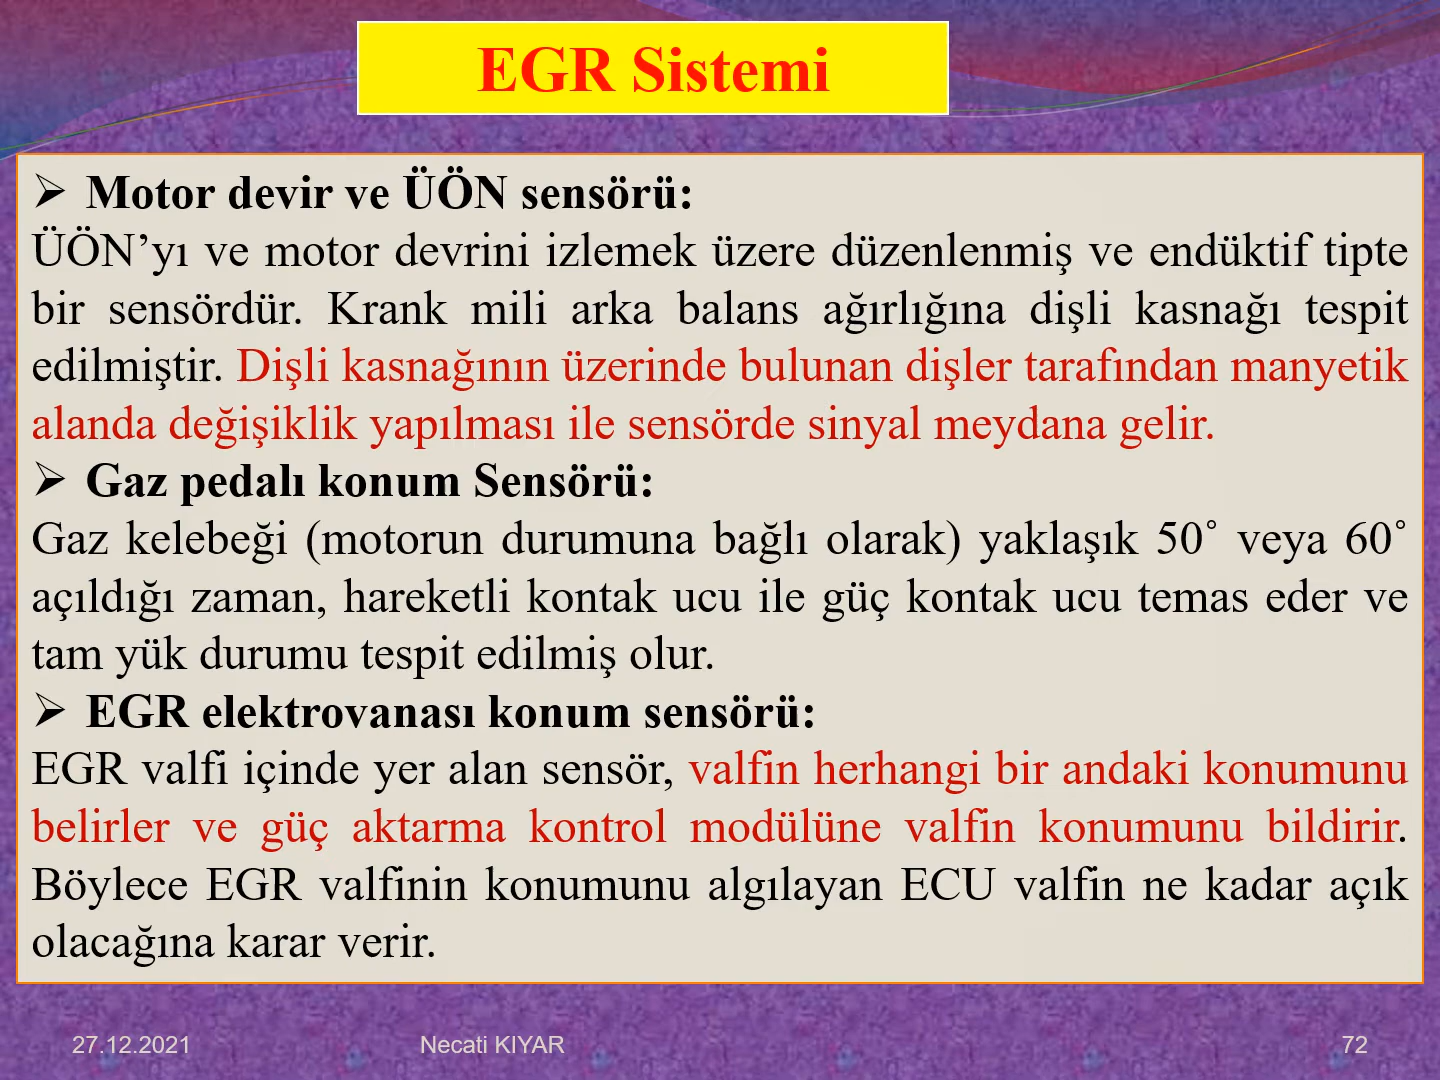 EGR Sistemi
➢ Motor devir ve ÜÖN sensörü:
ÜÖN’yı ve motor devrini izlemek üzere düzenlenmiş ve endüktif tipte
bir sensördür. Krank mili arka balans ağırlığına dişli kasnağı tespit
edilmiştir. Dişli kasnağının üzerinde bulunan dişler tarafından manyetik
alanda değişiklik yapılması ile sensörde sinyal meydana gelir.
➢ Gaz pedalı konum Sensörü:
Gaz kelebeği (motorun durumuna bağlı olarak) yaklaşık 50˚ veya 60˚
açıldığı zaman, hareketli kontak ucu ile güç kontak ucu temas eder ve
tam yük durumu tespit edilmiş olur.
➢ EGR elektrovanası konum sensörü:
EGR valfi içinde yer alan sensör, valfin herhangi bir andaki konumunu
belirler ve güç aktarma kontrol modülüne valfin konumunu bildirir.
Böylece EGR valfinin konumunu algılayan ECU valfin ne kadar açık
olacağına karar verir.
27.12.2021 Necati KIYAR 72